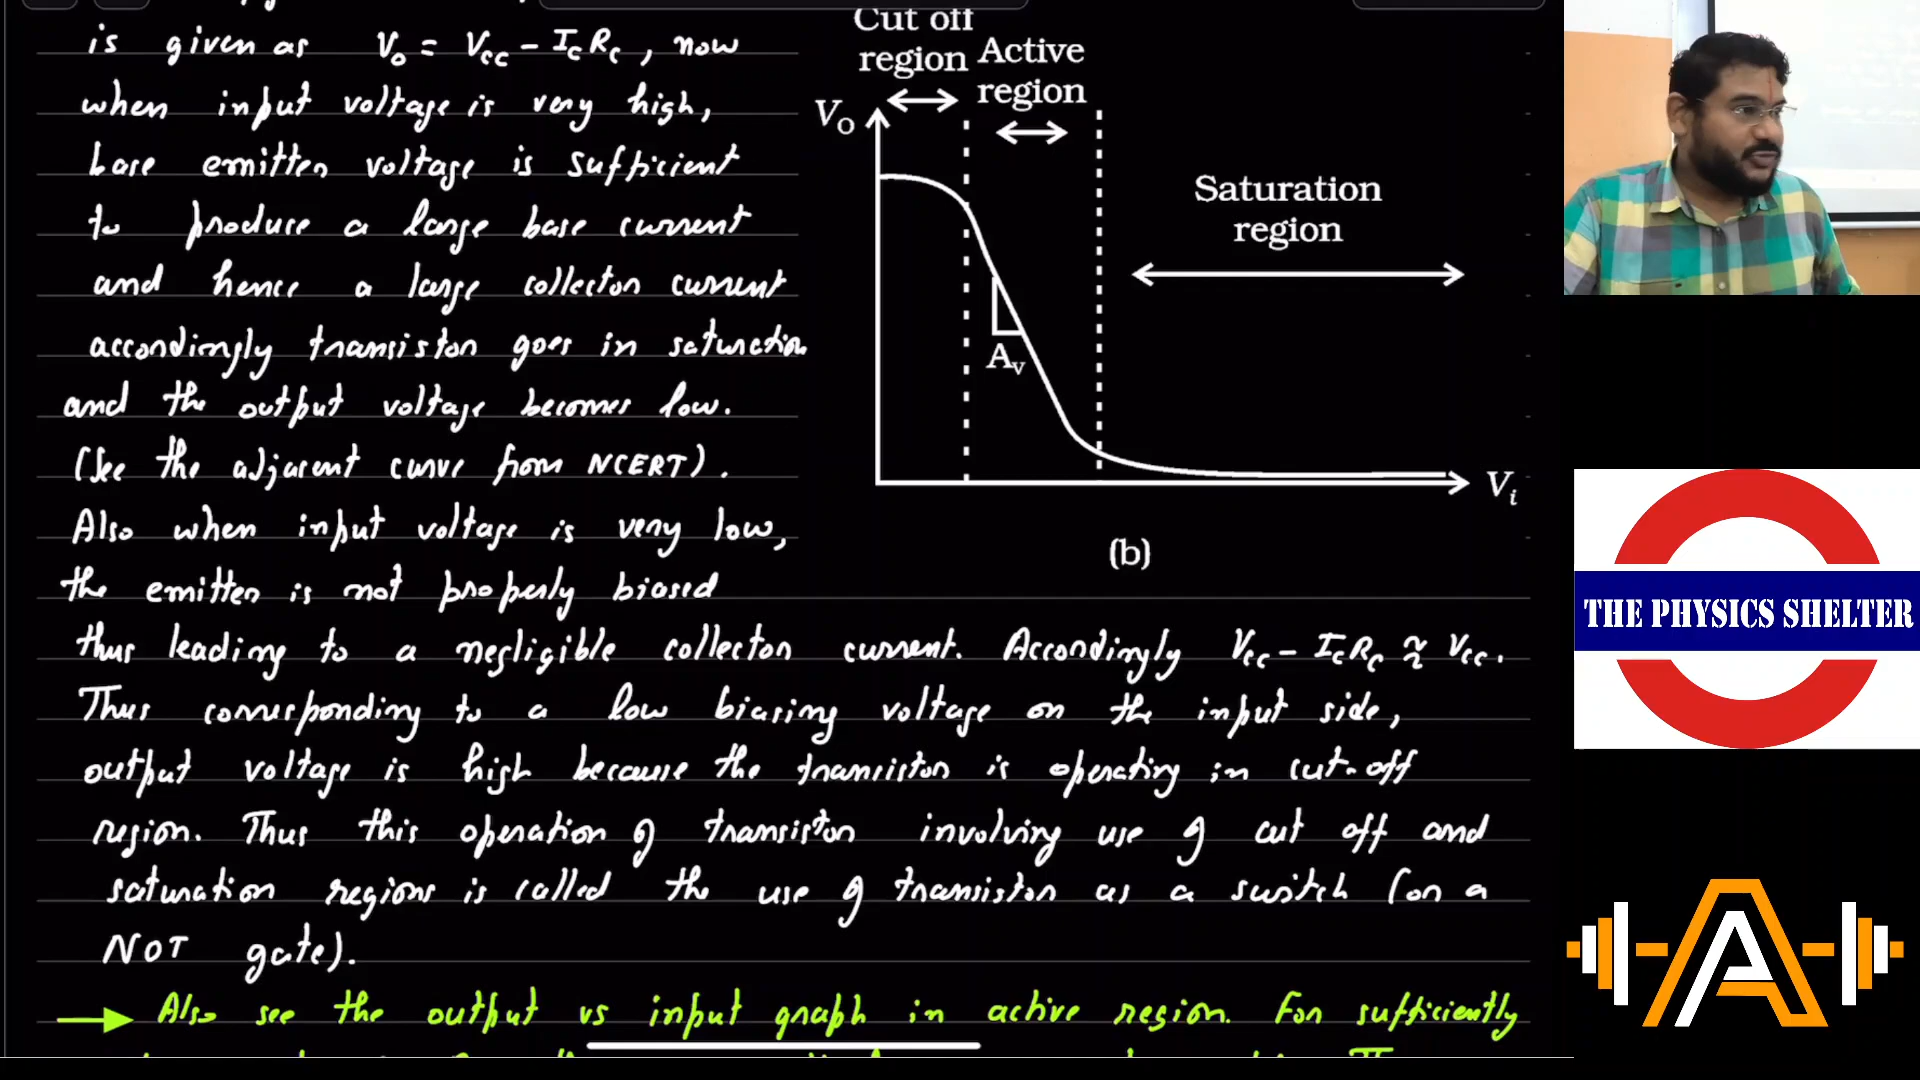 is given as V₀ = Vcc - IcRc, now
when input voltage is very high,
base emitter voltage is sufficient
to produce a large base current
and hence a large collector current
accordingly transistor goes in saturation
and the output voltage becomes low.
(See the adjacent curve from NCERT).
Also when input voltage is very low,
the emitter is not properly biased
thus leading to a negligible collector current. Accordingly Vcc - IcRc ≈ Vcc.
Thus corresponding to a low biasing voltage on the input side,
output voltage is high because the transistor is operating in cut-off
region. Thus this operation of transistor involving use of cut off and
saturation regions is called the use of transistor as a switch (or a
NOT gate).
→ Also see the output vs input graph in active region. For sufficiently
Cut off
region
Active
region
Saturation
region
Vo
Av
Vi
(b)
THE PHYSICS SHELTER
A